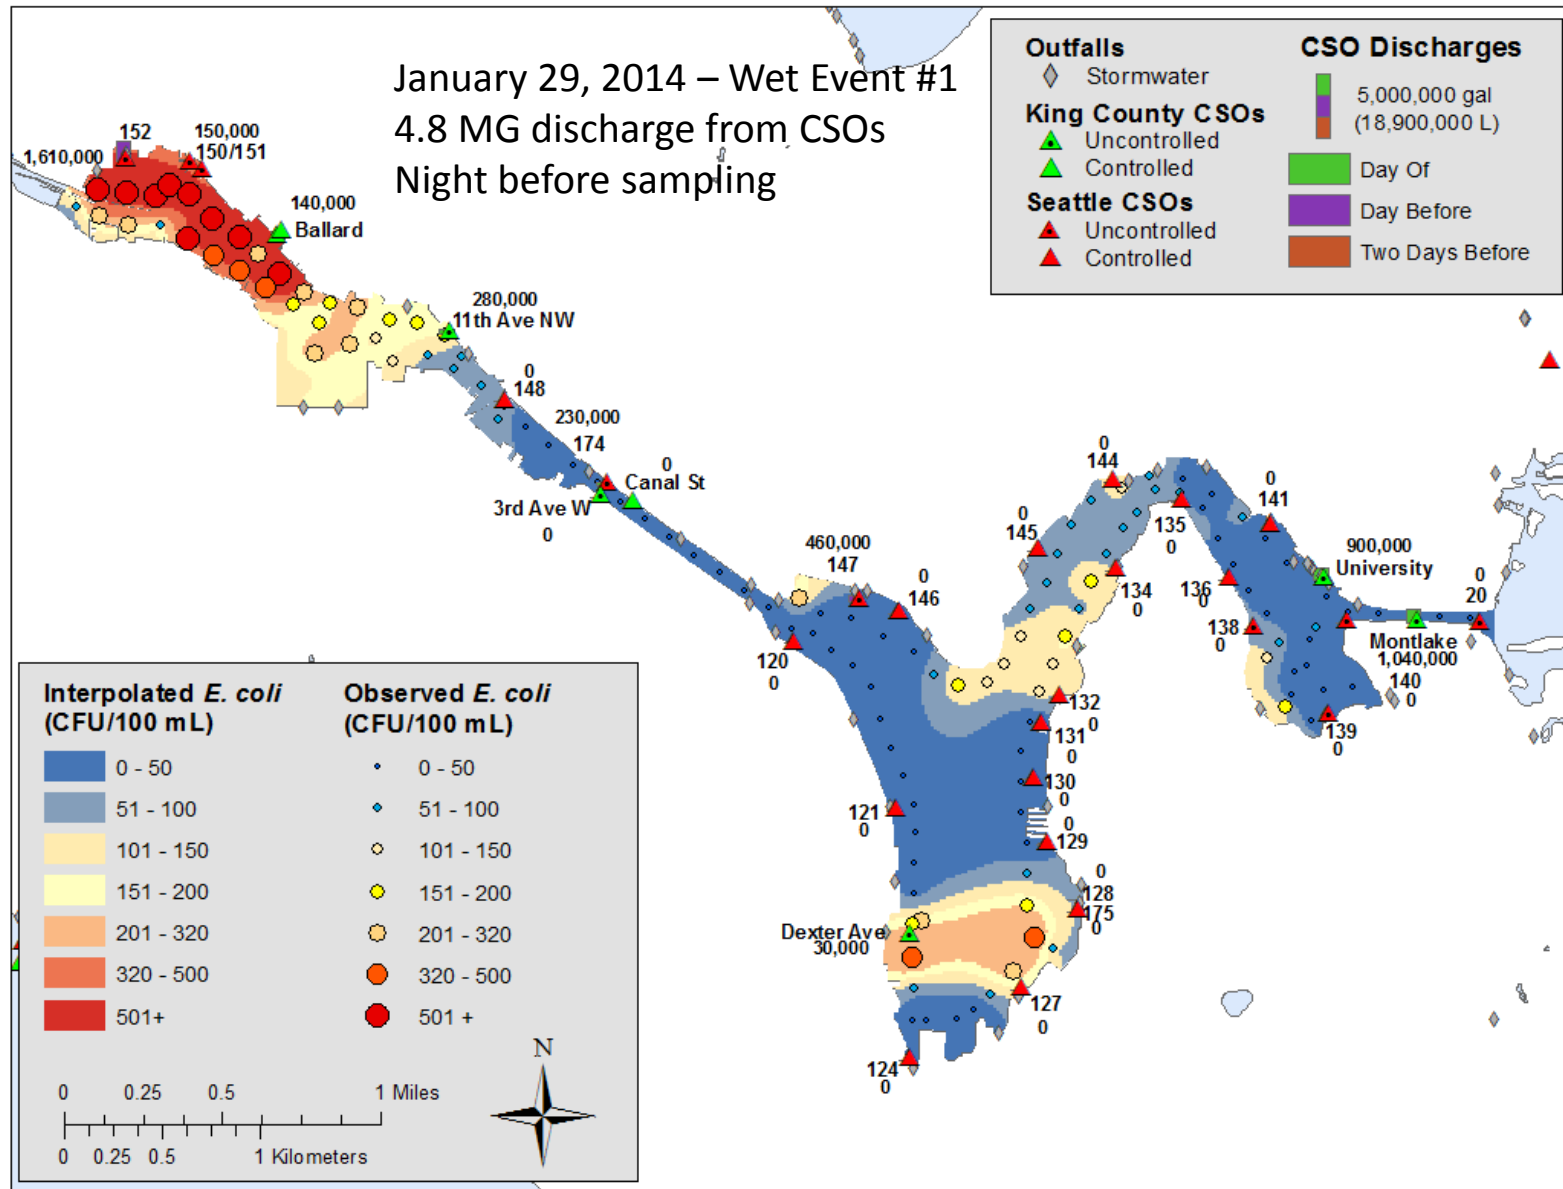 January 29, 2014 – Wet Event #1
4.8 MG discharge from CSOs
Night before sampling
Outfalls
Stormwater
King County CSOs
Uncontrolled
Controlled
Seattle CSOs
Uncontrolled
Controlled
CSO Discharges
5,000,000 gal
(18,900,000 L)
Day Of
Day Before
Two Days Before
152
1,610,000
150,000
150/151
140,000
Ballard
280,000
11th Ave NW
0
148
230,000
174
0
Canal St
3rd Ave W
0
460,000
147
0
146
120
0
0
145
0
144
135
0
134
0
0
141
136
0
138
0
900,000
University
0
20
Montlake
1,040,000
140
0
139
0
132
0
131
0
130
0
0
129
0
128
175
0
121
0
Dexter Ave
30,000
127
0
124
0
Interpolated E. coli
(CFU/100 mL)
0 - 50
51 - 100
101 - 150
151 - 200
201 - 320
320 - 500
501+
Observed E. coli
(CFU/100 mL)
0 - 50
51 - 100
101 - 150
151 - 200
201 - 320
320 - 500
501 +
0 0.25 0.5 1 Miles
0 0.25 0.5 1 Kilometers
N